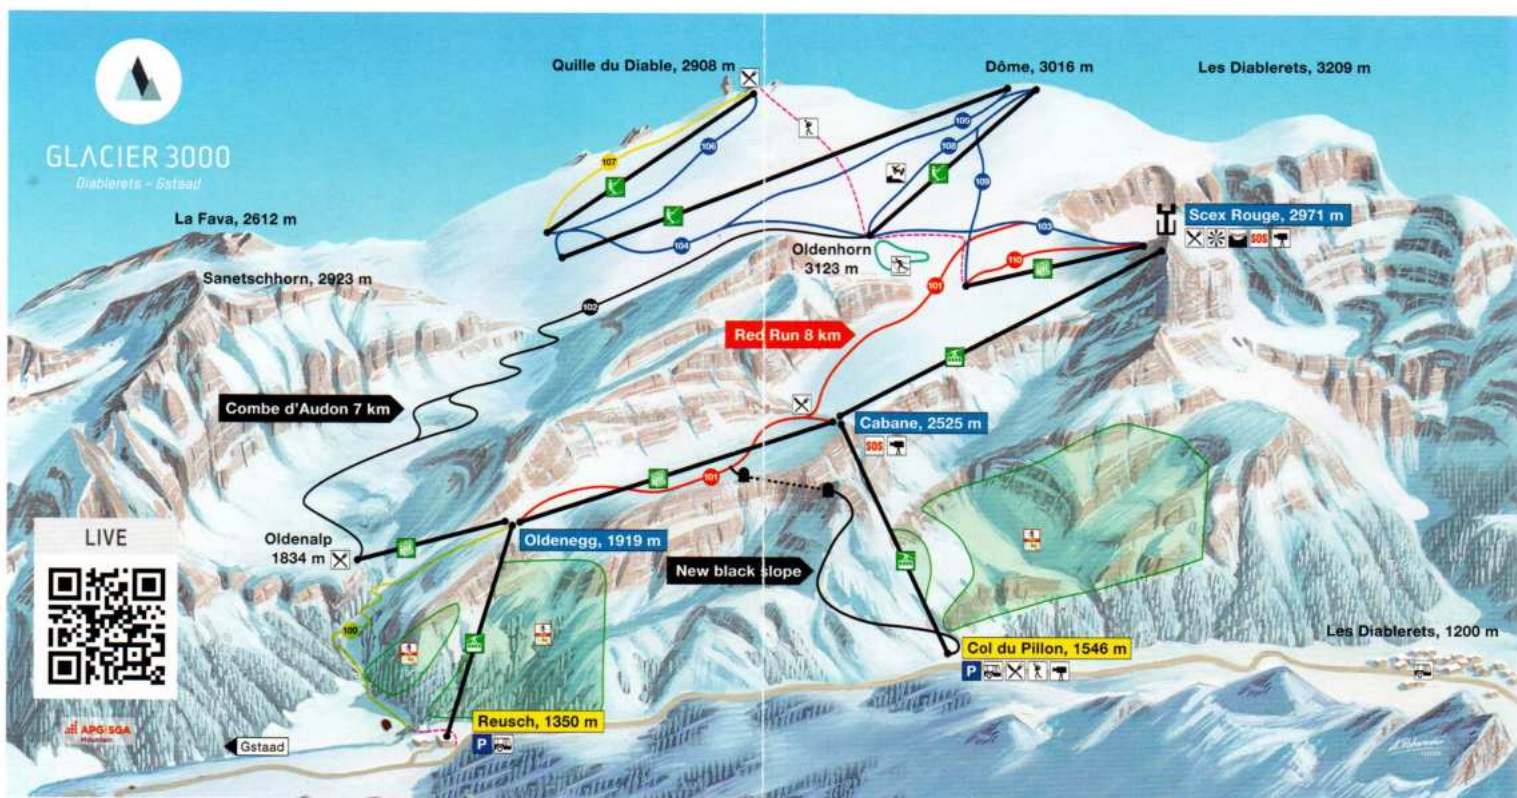 Quille du Diable, 2908 m
Dôme, 3016 m
Les Diablerets, 3209 m
GLACIER 3000
Diablerets – Gstaad
107
106
105
108
109
La Fava, 2612 m
Scex Rouge, 2971 m
SOS
104
103
Oldenhorn
3123 m
110
Sanetschhorn, 2923 m
101
102
Red Run 8 km
Combe d'Audon 7 km
Cabane, 2525 m
SOS
101
LIVE
Oldenalp
1834 m
Oldenegg, 1919 m
New black slope
100
Les Diablerets, 1200 m
Col du Pillon, 1546 m
P
Reusch, 1350 m
P
APG|SGA
Mountain
Gstaad